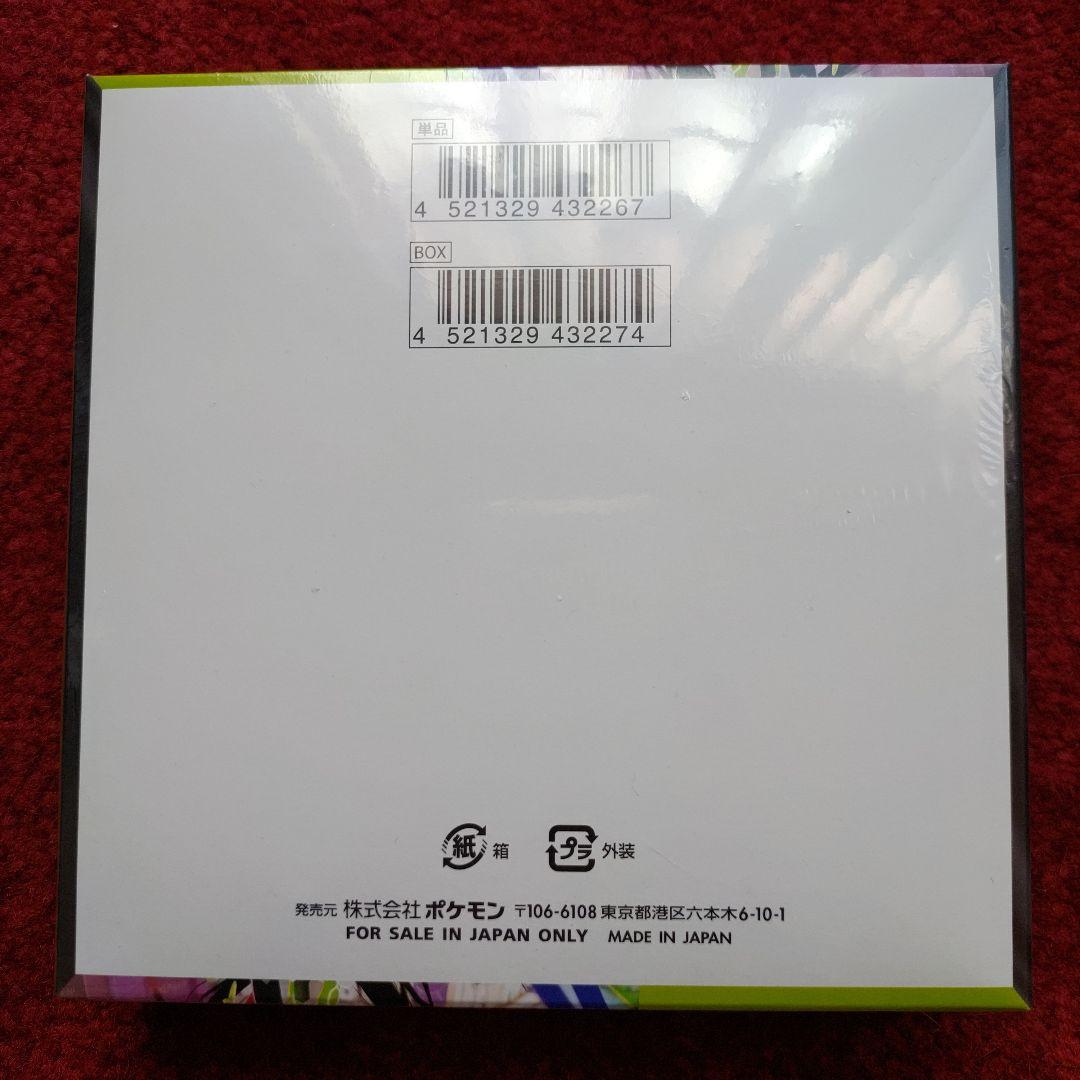 単品
4 521329 432267
BOX
4 521329 432274
紙 箱 プラ 外装
発売元 株式会社 ポケモン 〒106-6108 東京都港区六本木6-10-1
FOR SALE IN JAPAN ONLY MADE IN JAPAN